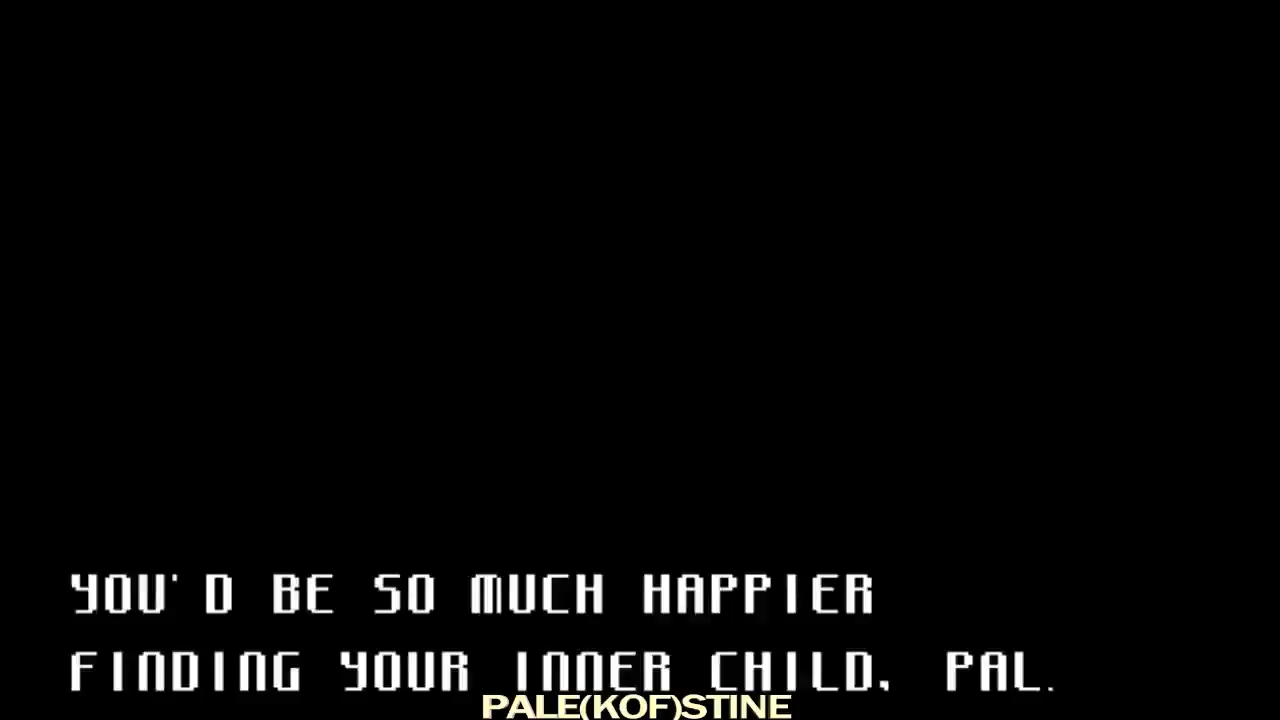 YOU'D BE SO MUCH HAPPIER
FINDING YOUR INNER CHILD, PAL.
PALE(KOF)STINE